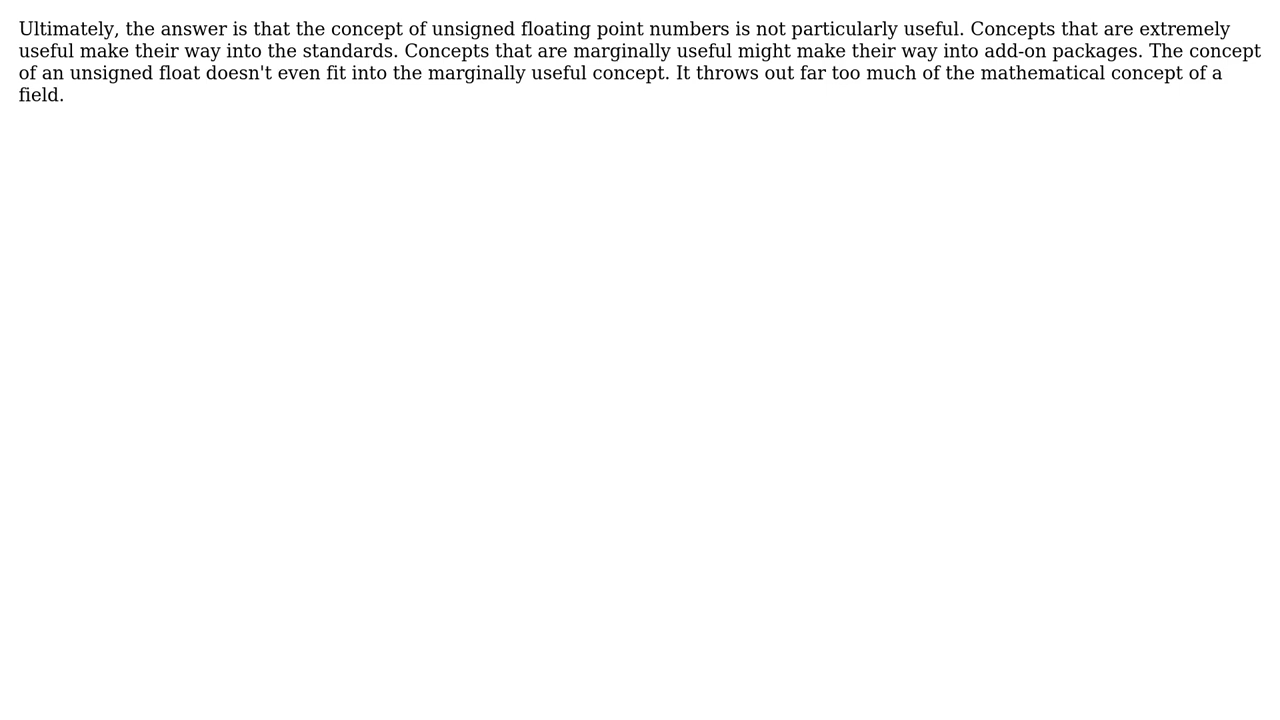 Ultimately, the answer is that the concept of unsigned floating point numbers is not particularly useful. Concepts that are extremely
useful make their way into the standards. Concepts that are marginally useful might make their way into add-on packages. The concept
of an unsigned float doesn't even fit into the marginally useful concept. It throws out far too much of the mathematical concept of a
field.